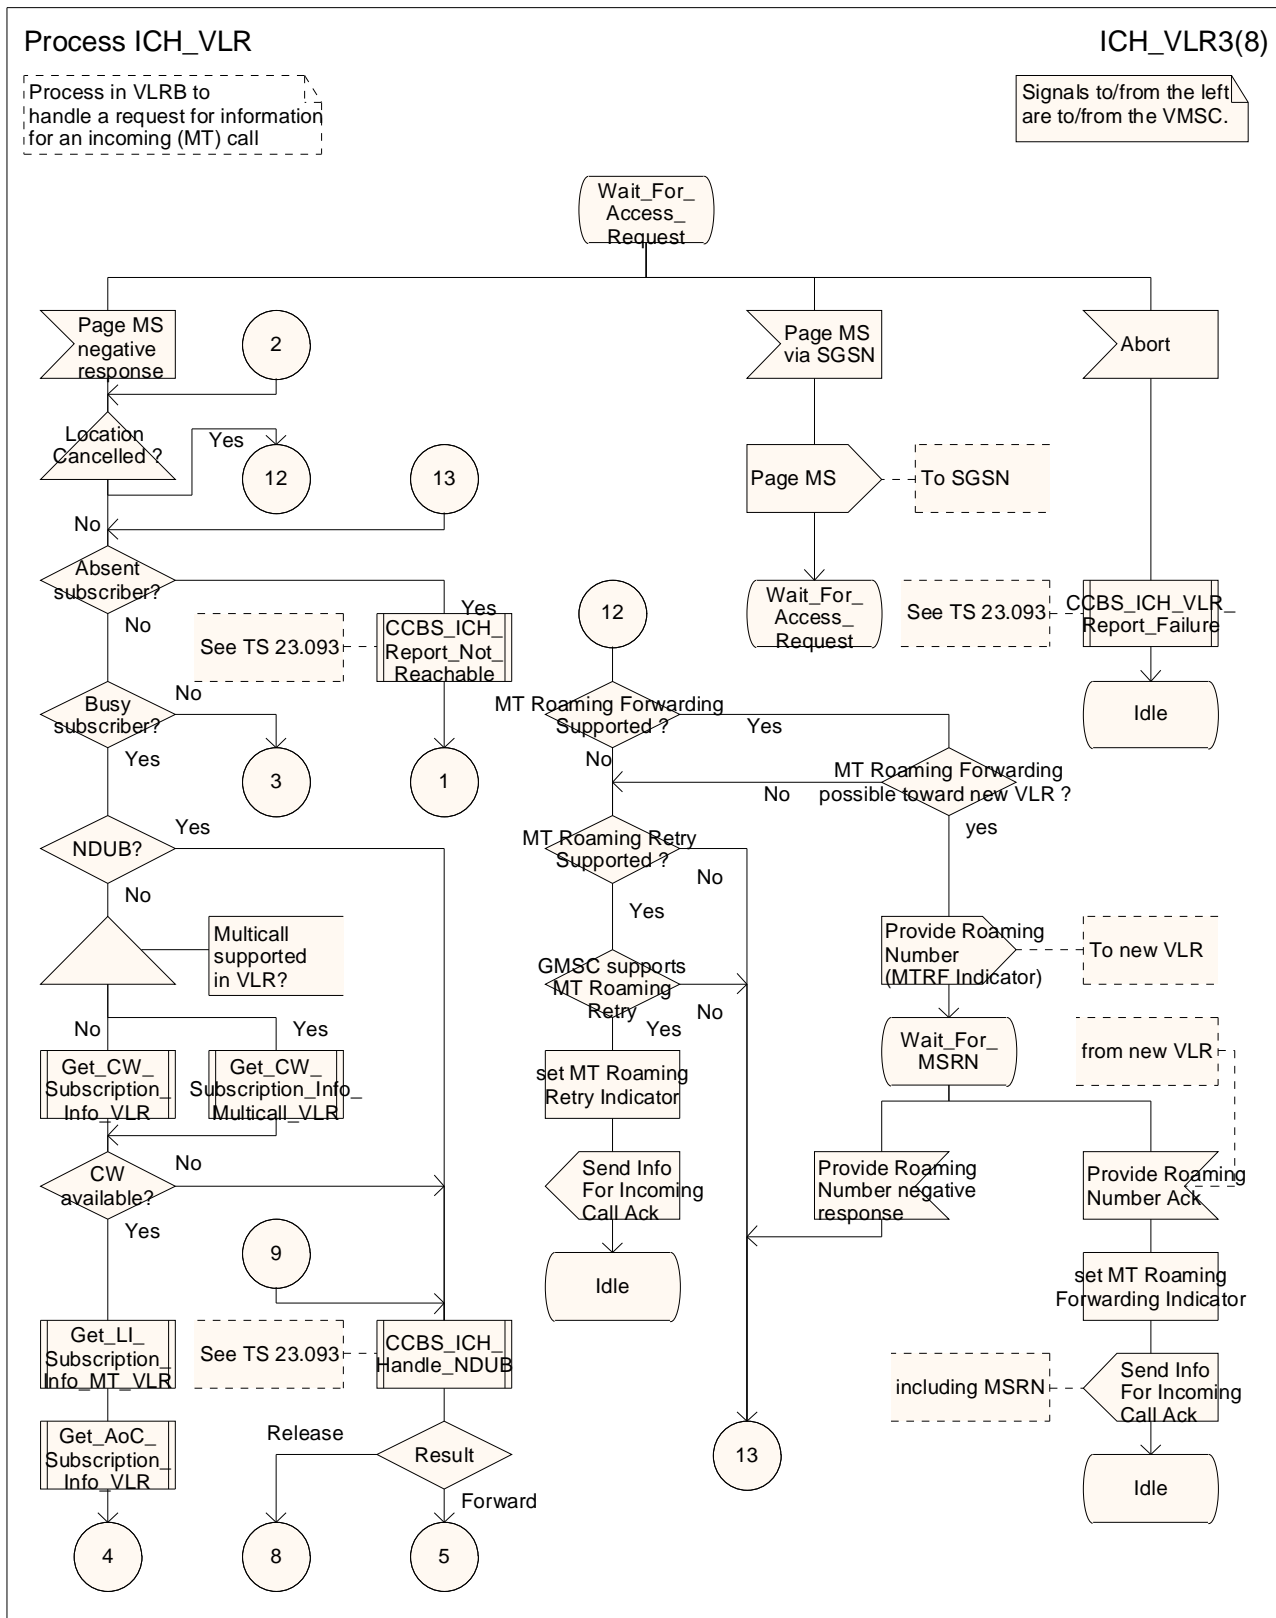 Process ICH_VLR
ICH_VLR3(8)
Process in VLRB to
handle a request for information
for an incoming (MT) call
Signals to/from the left
are to/from the VMSC.
Wait_For_
Access_
Request
Page MS
negative
response
2
Page MS
via SGSN
Abort
Location
Cancelled ?
Yes
12
13
Page MS
To SGSN
No
Absent
subscriber?
Yes
No
See TS 23.093
CCBS_ICH_
Report_Not_
Reachable
12
Wait_For_
Access_
Request
See TS 23.093
CCBS_ICH_VLR_
Report_Failure
Busy
subscriber?
No
Yes
3
1
MT Roaming Forwarding
Supported ?
Yes
No
Idle
MT Roaming Forwarding
possible toward new VLR ?
No
yes
NDUB?
Yes
No
MT Roaming Retry
Supported ?
No
Yes
Multicall
supported
in VLR?
GMSC supports
MT Roaming
Retry
No
Yes
Provide Roaming
Number
(MTRF Indicator)
To new VLR
No
Yes
Get_CW_
Subscription_
Info_VLR
Get_CW_
Subscription_Info_
Multicall_VLR
set MT Roaming
Retry Indicator
Wait_For_
MSRN
from new VLR
CW
available?
No
Yes
Send Info
For Incoming
Call Ack
Provide Roaming
Number negative
response
Provide Roaming
Number Ack
9
Idle
set MT Roaming
Forwarding Indicator
Get_LI_
Subscription_
Info_MT_VLR
See TS 23.093
CCBS_ICH_
Handle_NDUB
including MSRN
Send Info
For Incoming
Call Ack
Get_AoC_
Subscription_
Info_VLR
Release
Result
Forward
13
Idle
4
8
5